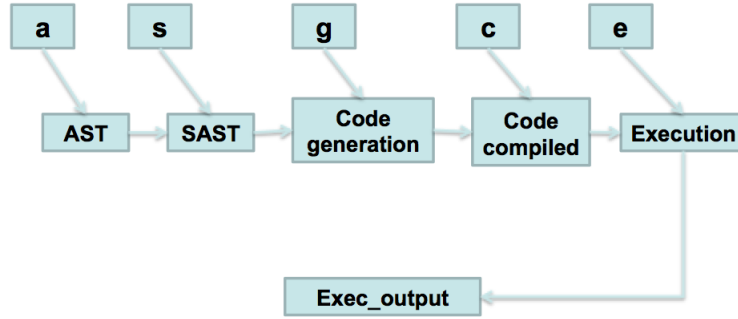 a
s
g
c
e
AST
SAST
Code
generation
Code
compiled
Execution
Exec_output